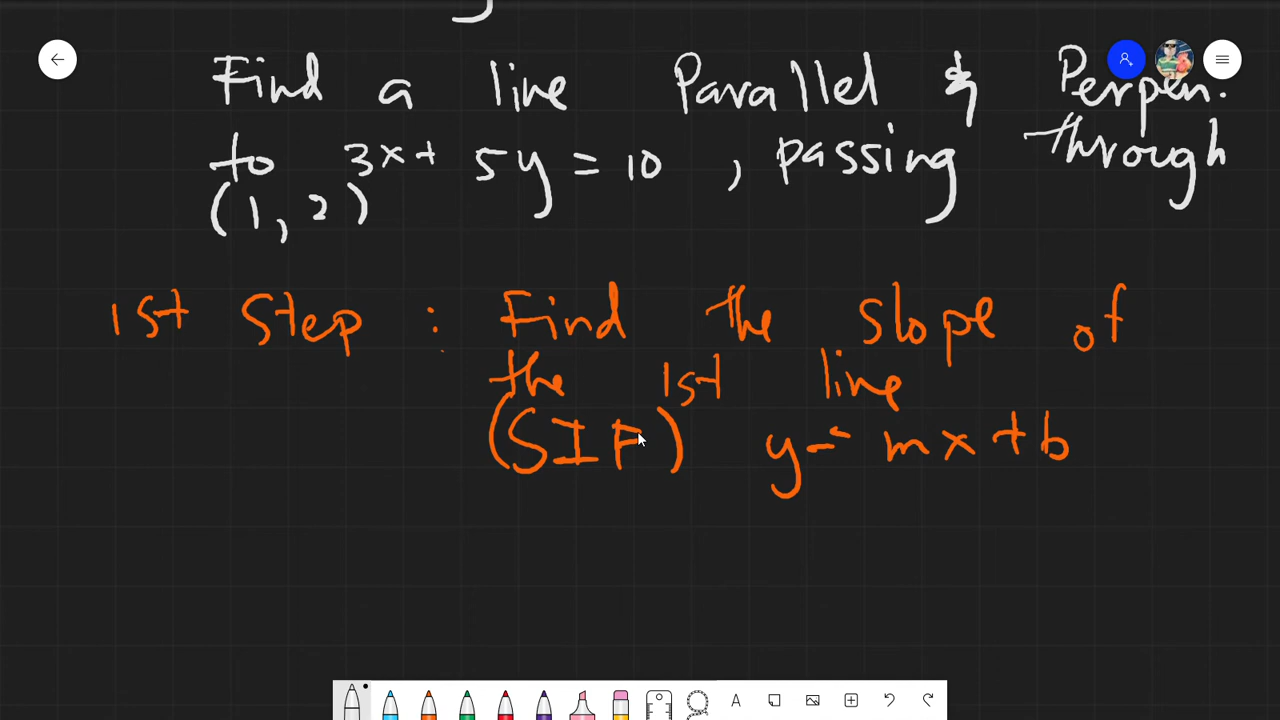 Find a line Parallel & Perpen.
to 3x+ 5y = 10 , passing through
(1, 2)
1st Step : Find the slope of
the 1st line
(SIF) y = mx + b